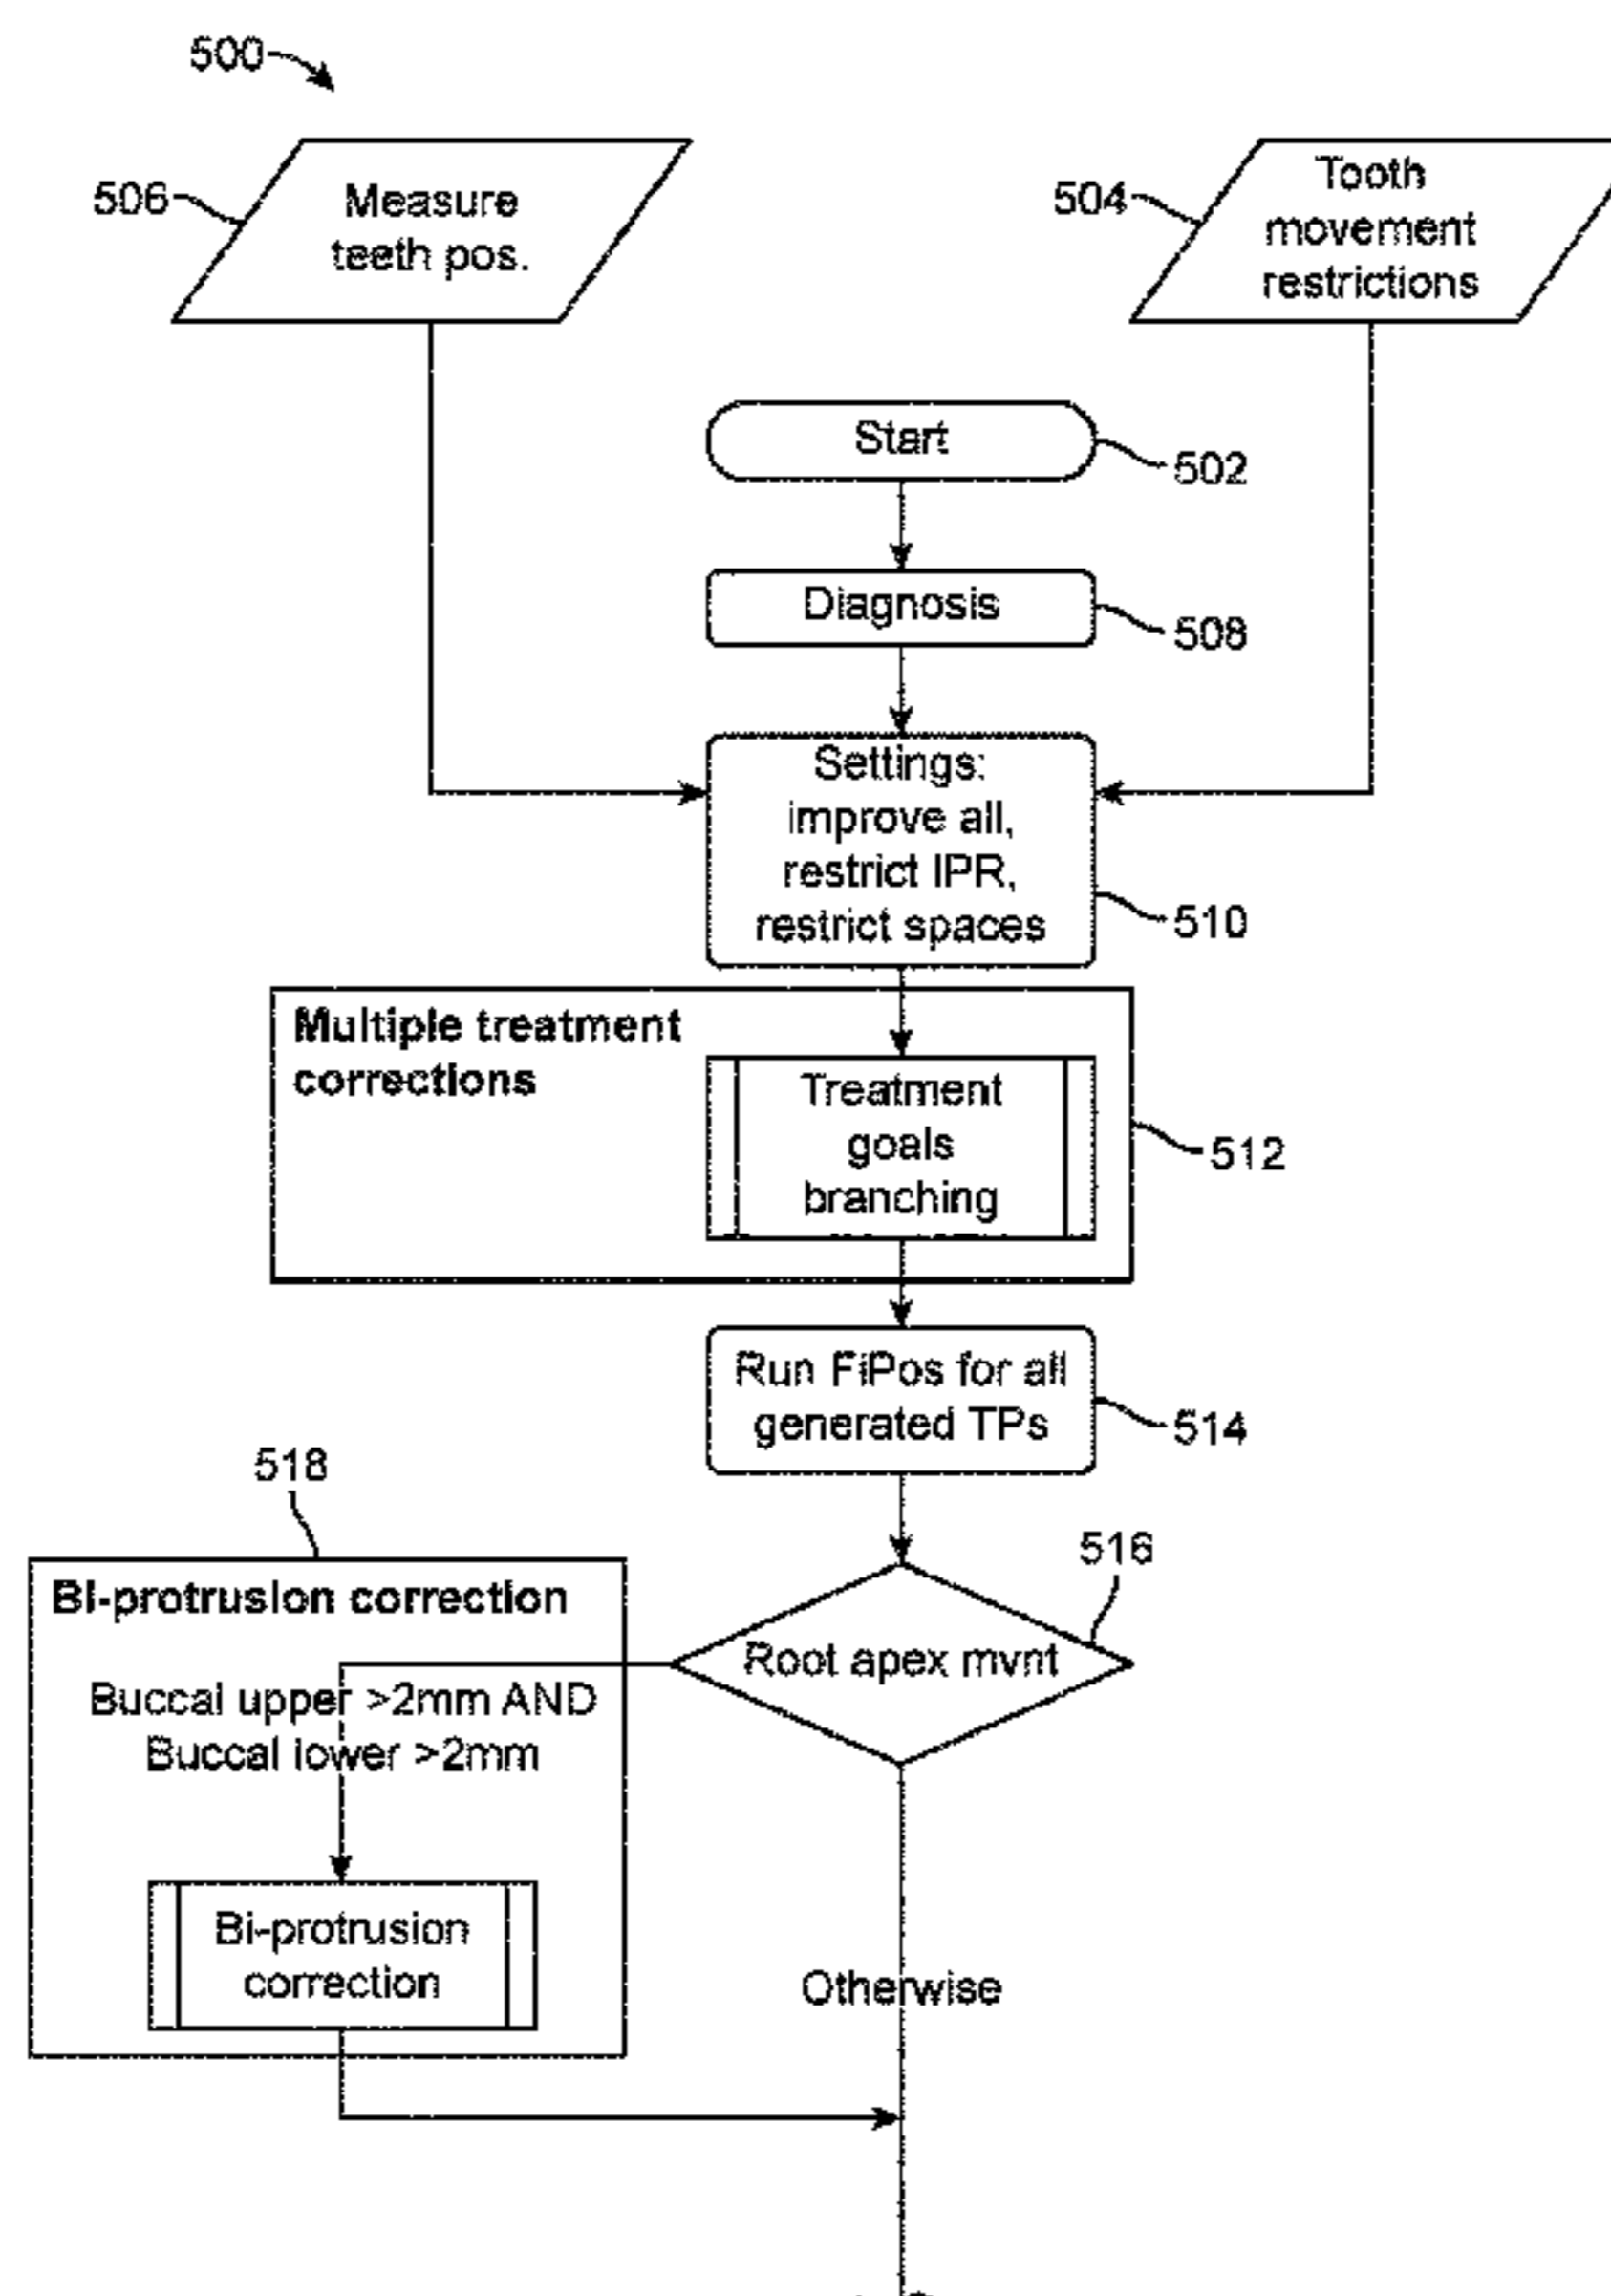 500
506
Measure
teeth pos.
504
Tooth
movement
restrictions
Start
502
Diagnosis
508
Settings:
improve all,
restrict IPR,
restrict spaces
510
Multiple treatment
corrections
Treatment
goals
branching
512
Run FiPos for all
generated TPs
514
518
516
Bi-protrusion correction
Root apex mvnt
Buccal upper >2mm AND
Buccal lower >2mm
Bi-protrusion
correction
Otherwise